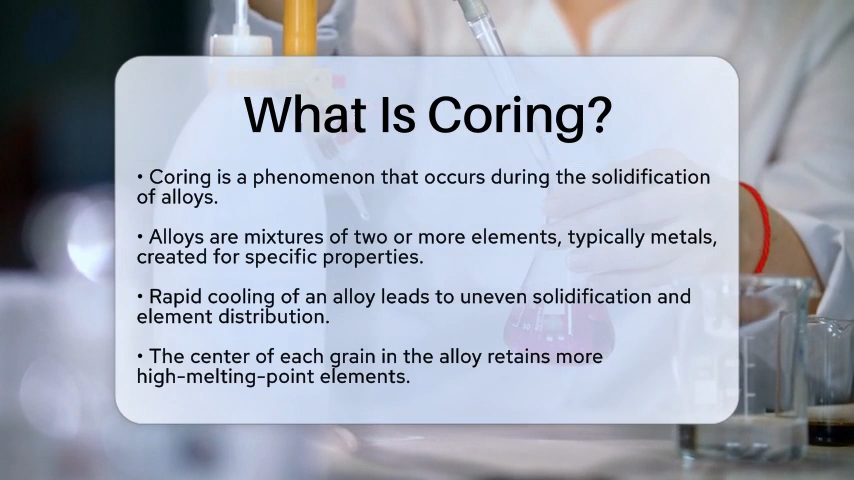 What Is Coring?
• Coring is a phenomenon that occurs during the solidification
of alloys.
• Alloys are mixtures of two or more elements, typically metals,
created for specific properties.
• Rapid cooling of an alloy leads to uneven solidification and
element distribution.
• The center of each grain in the alloy retains more
high-melting-point elements.